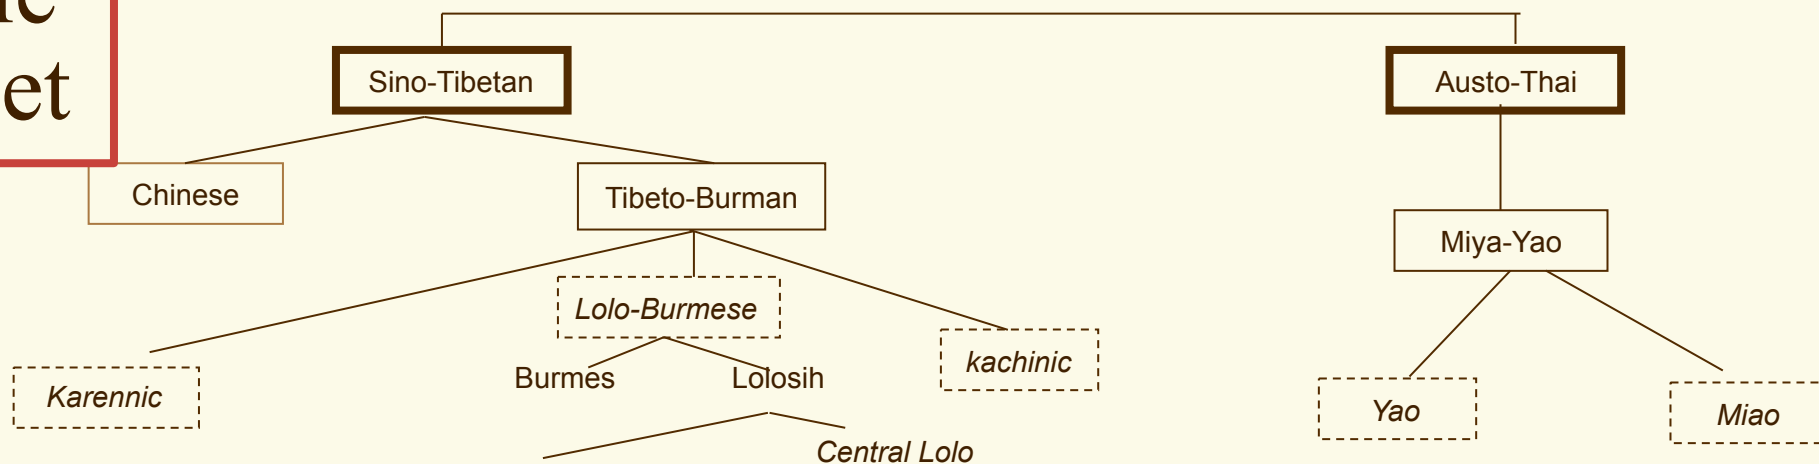 et
Sino-Tibetan
Austo-Thai
Chinese
Tibeto-Burman
Miya-Yao
Lolo-Burmese
kachinic
Burmes
Lolosih
Karennic
Yao
Miao
Central Lolo